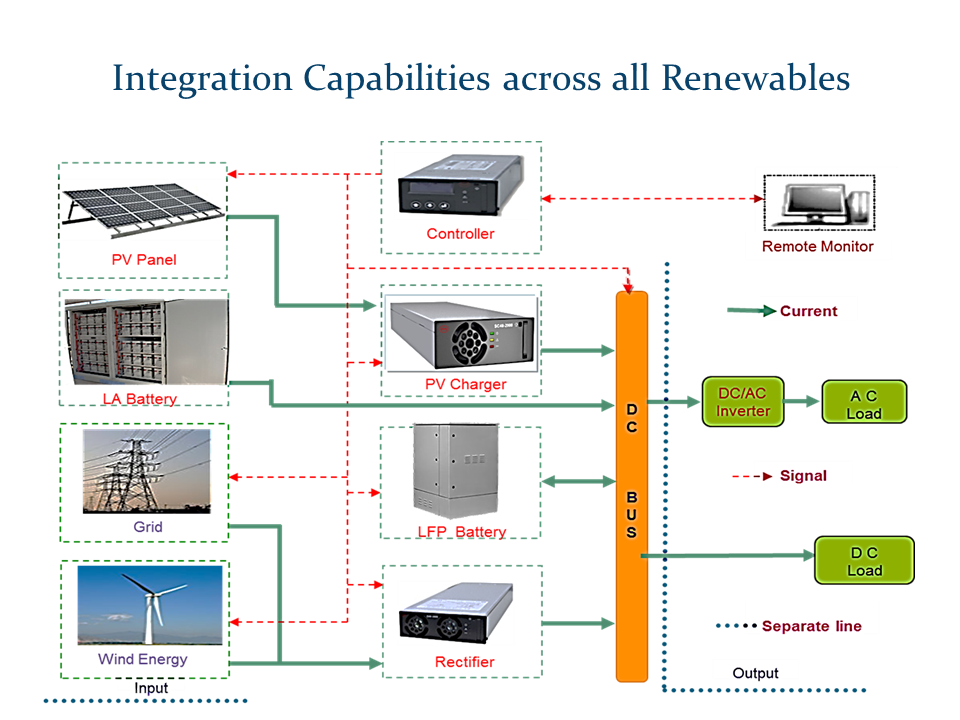 Integration Capabilities across all Renewables
Controller
Remote Monitor
PV Panel
Current
PV Charger
LA Battery
DC/AC
Inverter
A C
Load
D
C
B
U
S
Signal
Grid
LFP Battery
D C
Load
Separate line
Wind Energy
Rectifier
Input
Output